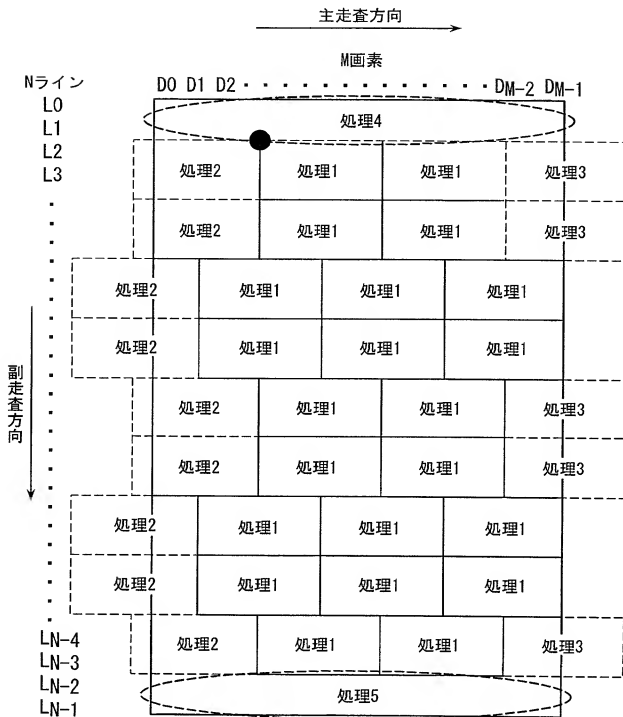 主走査方向
M画素
Nライン
D0 D1 D2 ・・・・・・・・・・・・・・ DM-2 DM-1
L0
L1
L2
L3
処理4
処理2 処理1 処理1 処理3
処理2 処理1 処理1 処理3
処理2 処理1 処理1 処理1
処理2 処理1 処理1 処理1
副走査方向
処理2 処理1 処理1 処理3
処理2 処理1 処理1 処理3
処理2 処理1 処理1 処理1
処理2 処理1 処理1 処理1
処理2 処理1 処理1 処理3
LN-4
LN-3
LN-2
LN-1
処理5